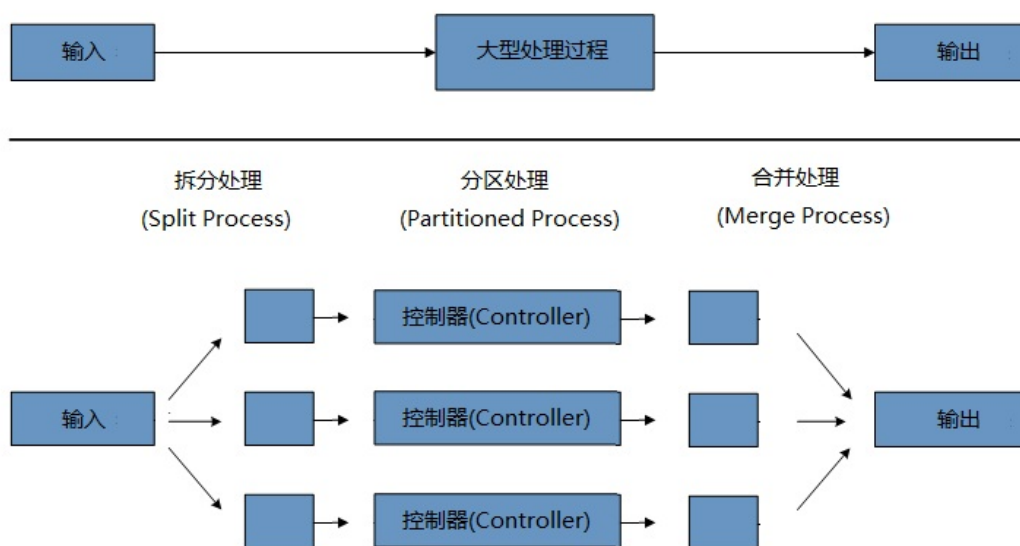 输入
大型处理过程
输出
拆分处理
(Split Process)
分区处理
(Partitioned Process)
合并处理
(Merge Process)
控制器(Controller)
输入
控制器(Controller)
输出
控制器(Controller)